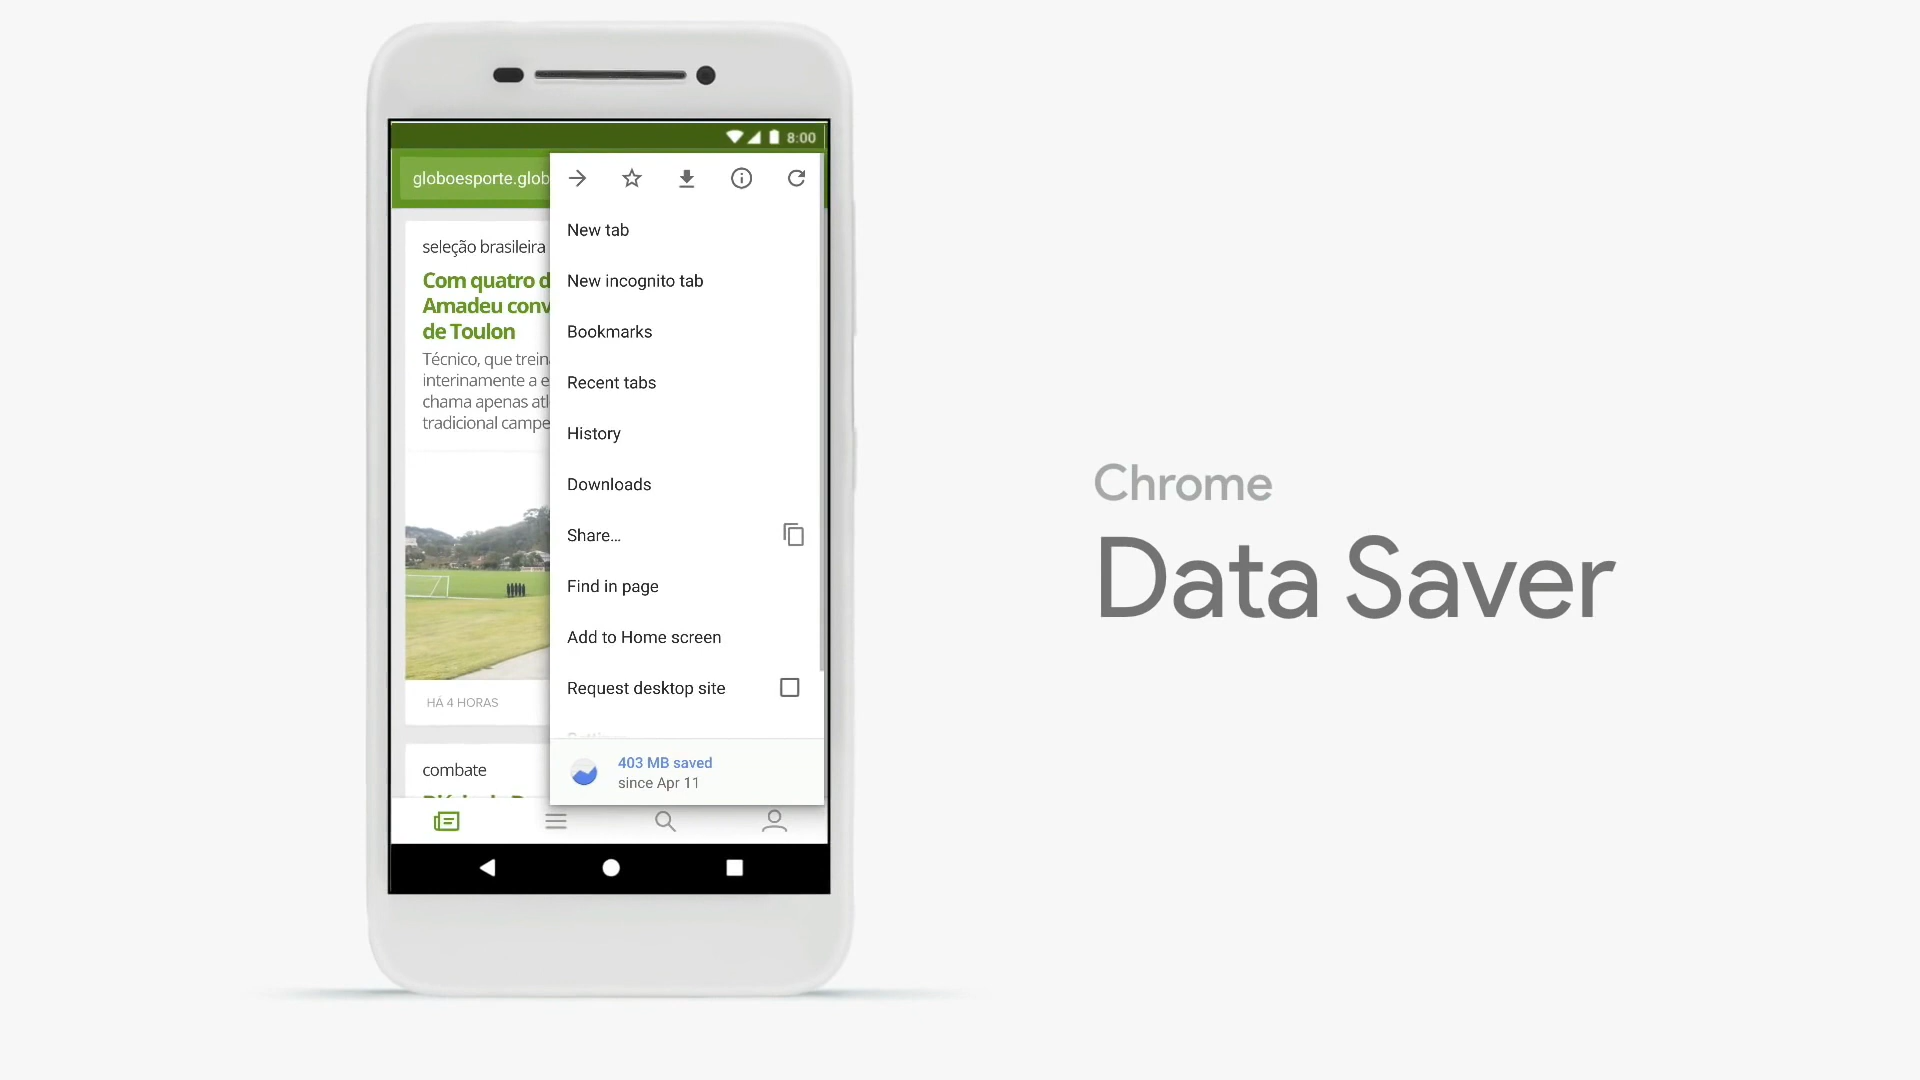 8:00
globoesporte.glob
seleção brasileira
Com quatro d
Amadeu conv
de Toulon
Técnico, que trein
interinamente a e
chama apenas atl
tradicional campe
HÁ 4 HORAS
combate
New tab
New incognito tab
Bookmarks
Recent tabs
History
Downloads
Share...
Find in page
Add to Home screen
Request desktop site
403 MB saved
since Apr 11
Chrome
Data Saver